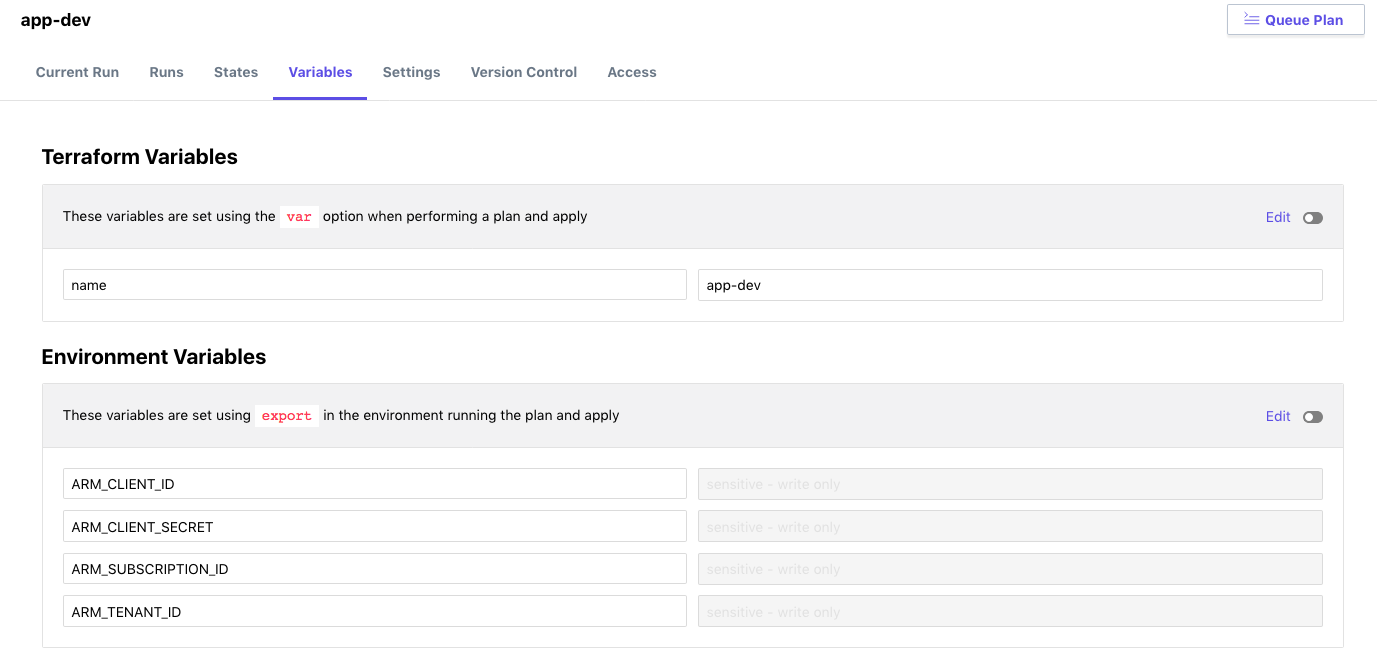 app-dev
Queue Plan
Current Run Runs States Variables Settings Version Control Access
Terraform Variables
These variables are set using the var option when performing a plan and apply Edit
name app-dev
Environment Variables
These variables are set using export in the environment running the plan and apply Edit
ARM_CLIENT_ID sensitive - write only
ARM_CLIENT_SECRET sensitive - write only
ARM_SUBSCRIPTION_ID sensitive - write only
ARM_TENANT_ID sensitive - write only